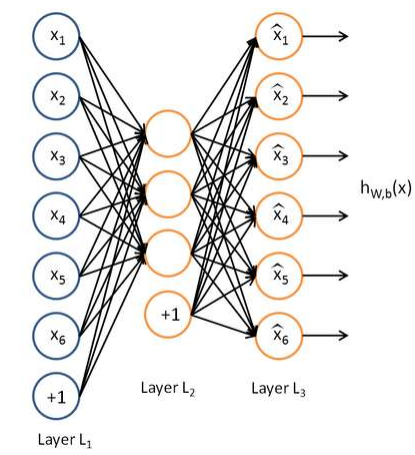 x1
x2
x3
x4
x5
x6
+1
Layer L1
+1
Layer L2
x̂1
x̂2
x̂3
x̂4
x̂5
x̂6
Layer L3
hW,b(x)